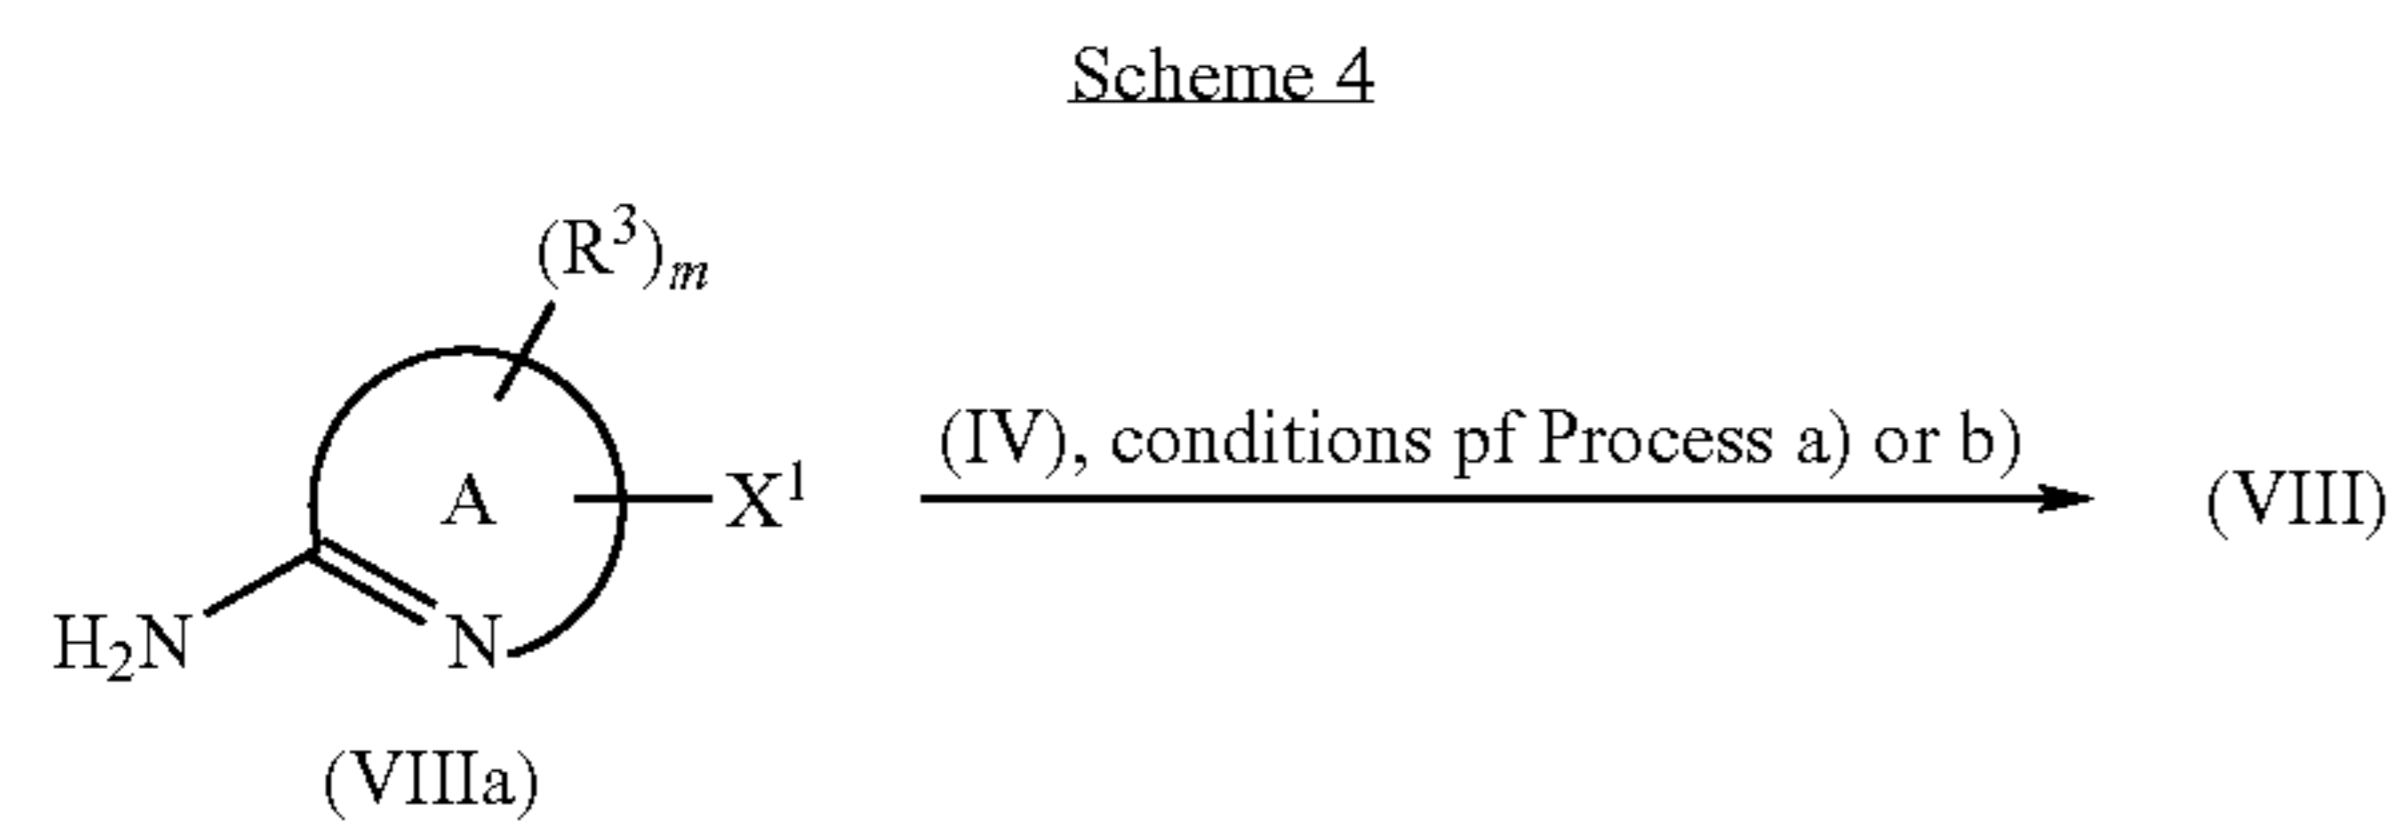 Scheme 4
(R³)ₘ
A
X¹
(IV), conditions pf Process a) or b)
(VIII)
H₂N
N
(VIIIa)